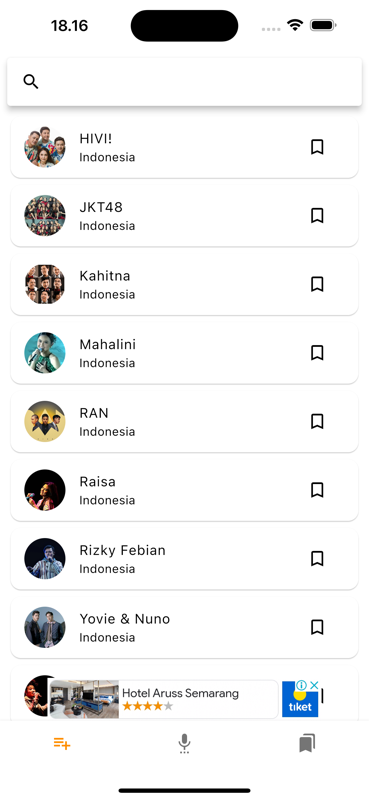 18.16
HIVI!
Indonesia
JKT48
Indonesia
Kahitna
Indonesia
Mahalini
Indonesia
RAN
Indonesia
Raisa
Indonesia
Rizky Febian
Indonesia
Yovie & Nuno
Indonesia
Hotel Aruss Semarang
tiket